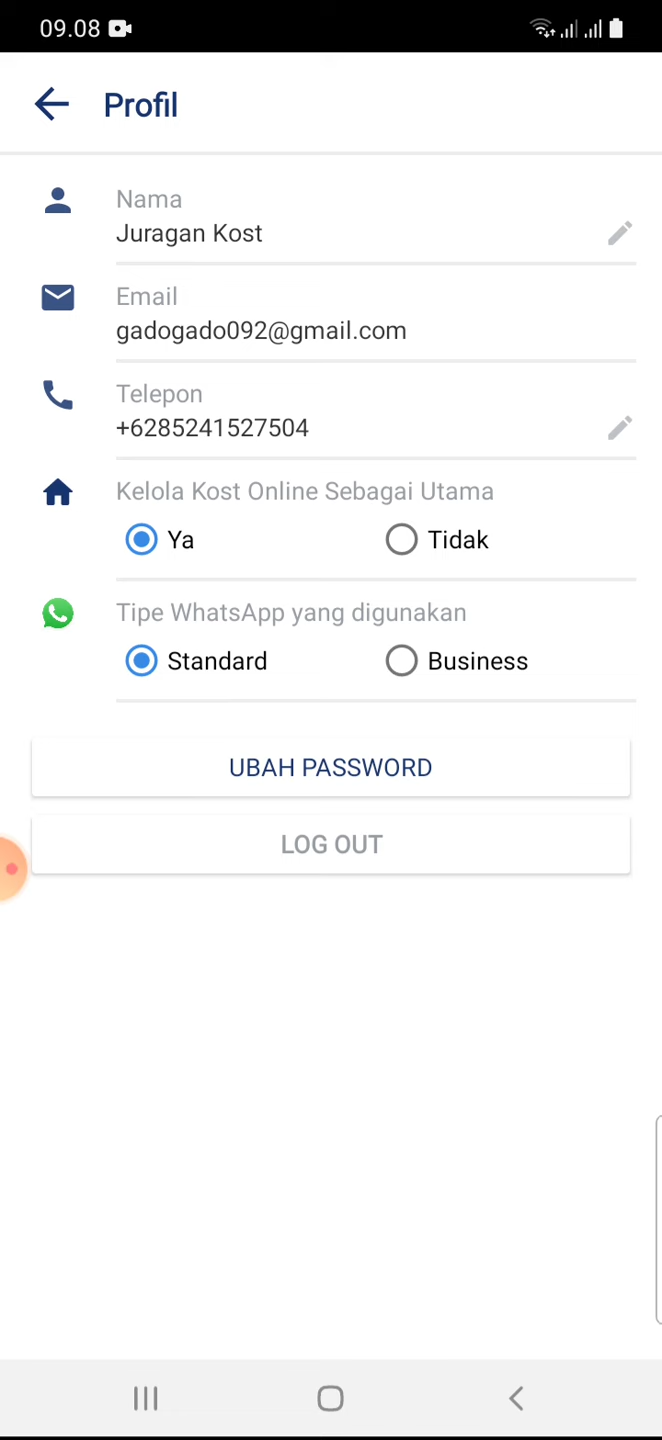 09.08
Profil
Nama
Juragan Kost
Email
gadogado092@gmail.com
Telepon
+6285241527504
Kelola Kost Online Sebagai Utama
Ya Tidak
Tipe WhatsApp yang digunakan
Standard Business
UBAH PASSWORD
LOG OUT